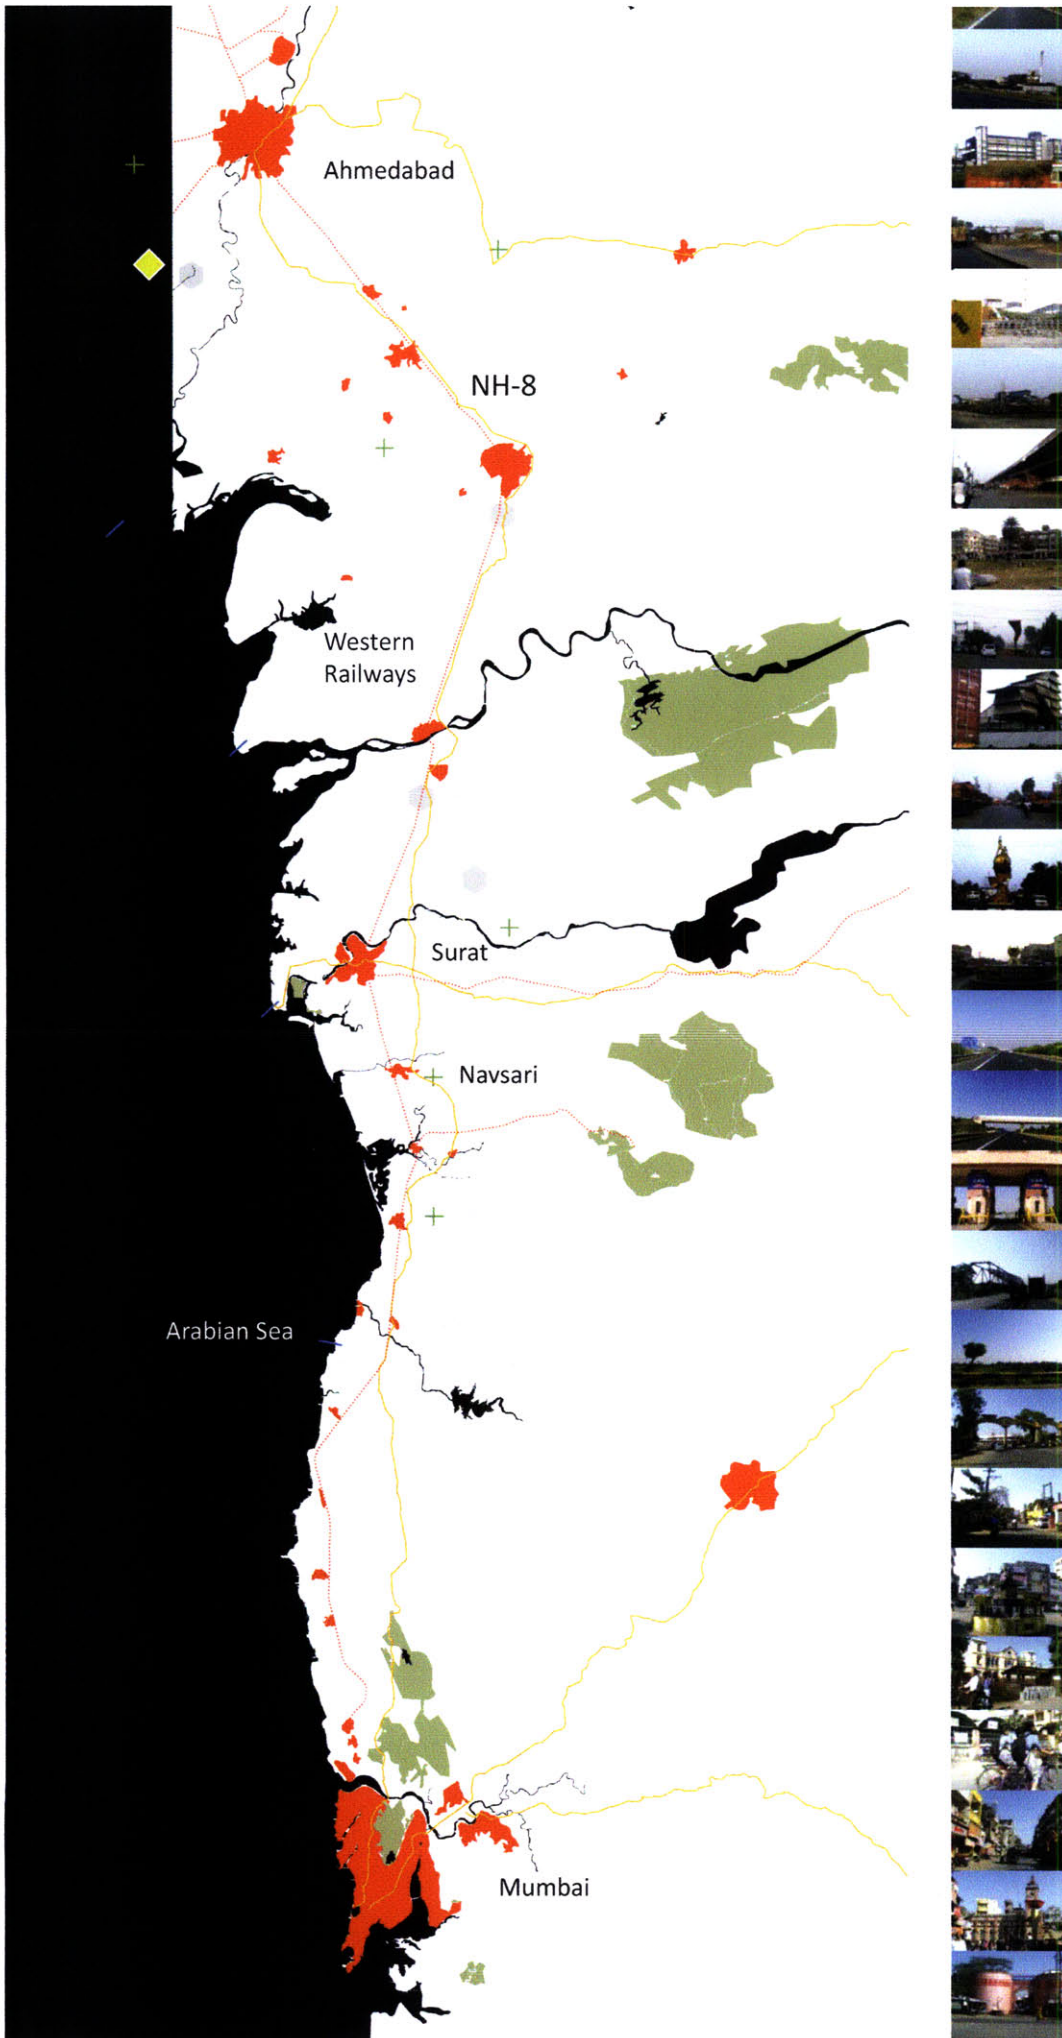 Ahmedabad
NH-8
Western
Railways
Surat
Navsari
Arabian Sea
Mumbai